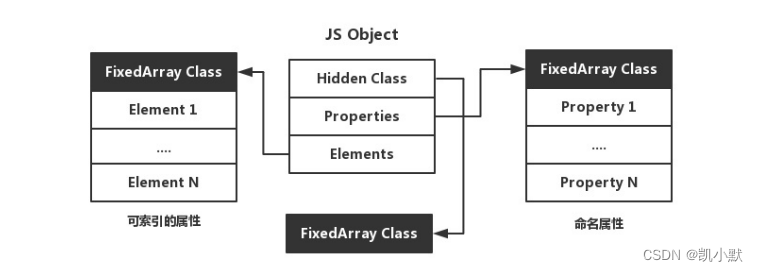 JS Object
FixedArray Class
Element 1
....
Element N
可索引的属性
Hidden Class
Properties
Elements
FixedArray Class
FixedArray Class
Property 1
....
Property N
命名属性
CSDN @凯小默